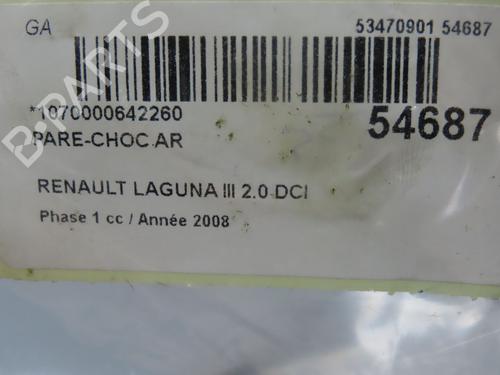 GA 53470901 54687
B-PARTS
*1070000642260 54687
PARE-CHOC AR
RENAULT LAGUNA III 2.0 DCI
Phase 1 cc / Année 2008